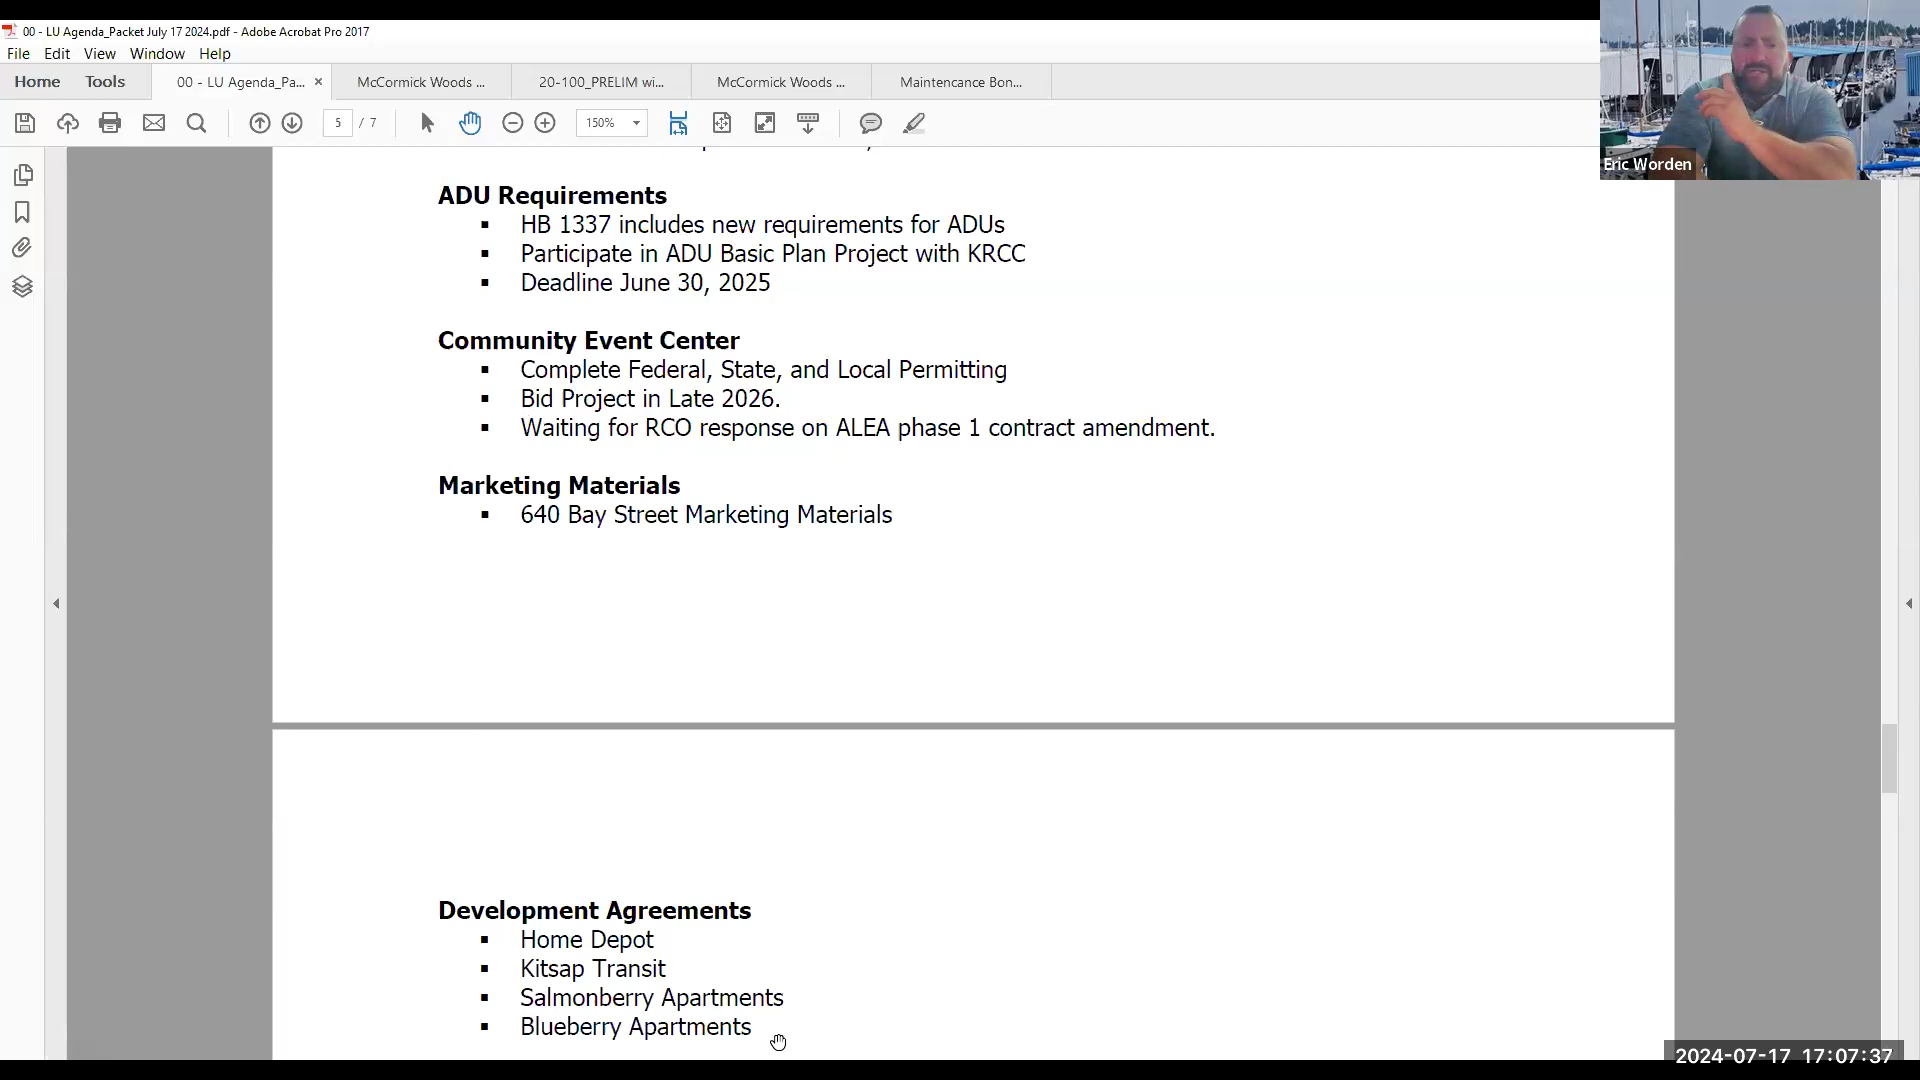 00 - LU Agenda_Packet July 17 2024.pdf - Adobe Acrobat Pro 2017
File Edit View Window Help
Home Tools 00 - LU Agenda_Pa... × McCormick Woods ... 20-100_PRELIM wi... McCormick Woods ... Maintencance Bon...
5 / 7 150%
Eric Worden
ADU Requirements
▪ HB 1337 includes new requirements for ADUs
▪ Participate in ADU Basic Plan Project with KRCC
▪ Deadline June 30, 2025
Community Event Center
▪ Complete Federal, State, and Local Permitting
▪ Bid Project in Late 2026.
▪ Waiting for RCO response on ALEA phase 1 contract amendment.
Marketing Materials
▪ 640 Bay Street Marketing Materials
Development Agreements
▪ Home Depot
▪ Kitsap Transit
▪ Salmonberry Apartments
▪ Blueberry Apartments
2024-07-17 17:07:37